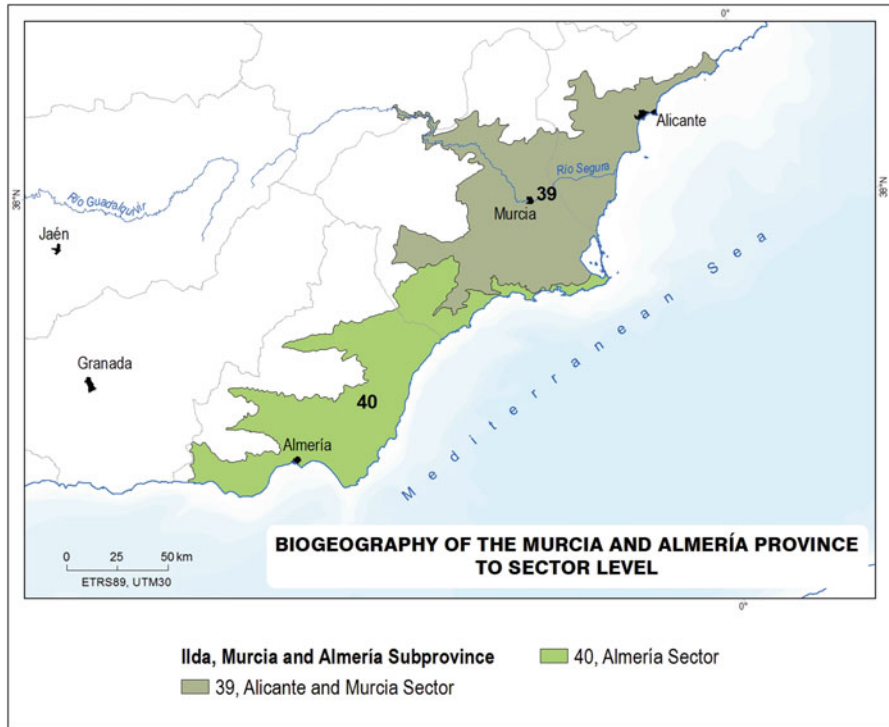 0°
Alicante
Río Segura
39
Murcia
38°N
38°N
Río Guadalquivir
Jaén
Mediterranean Sea
Granada
40
Almería
BIOGEOGRAPHY OF THE MURCIA AND ALMERÍA PROVINCE
TO SECTOR LEVEL
0 25 50 km
ETRS89, UTM30
0°
IIda, Murcia and Almería Subprovince
40, Almería Sector
39, Alicante and Murcia Sector